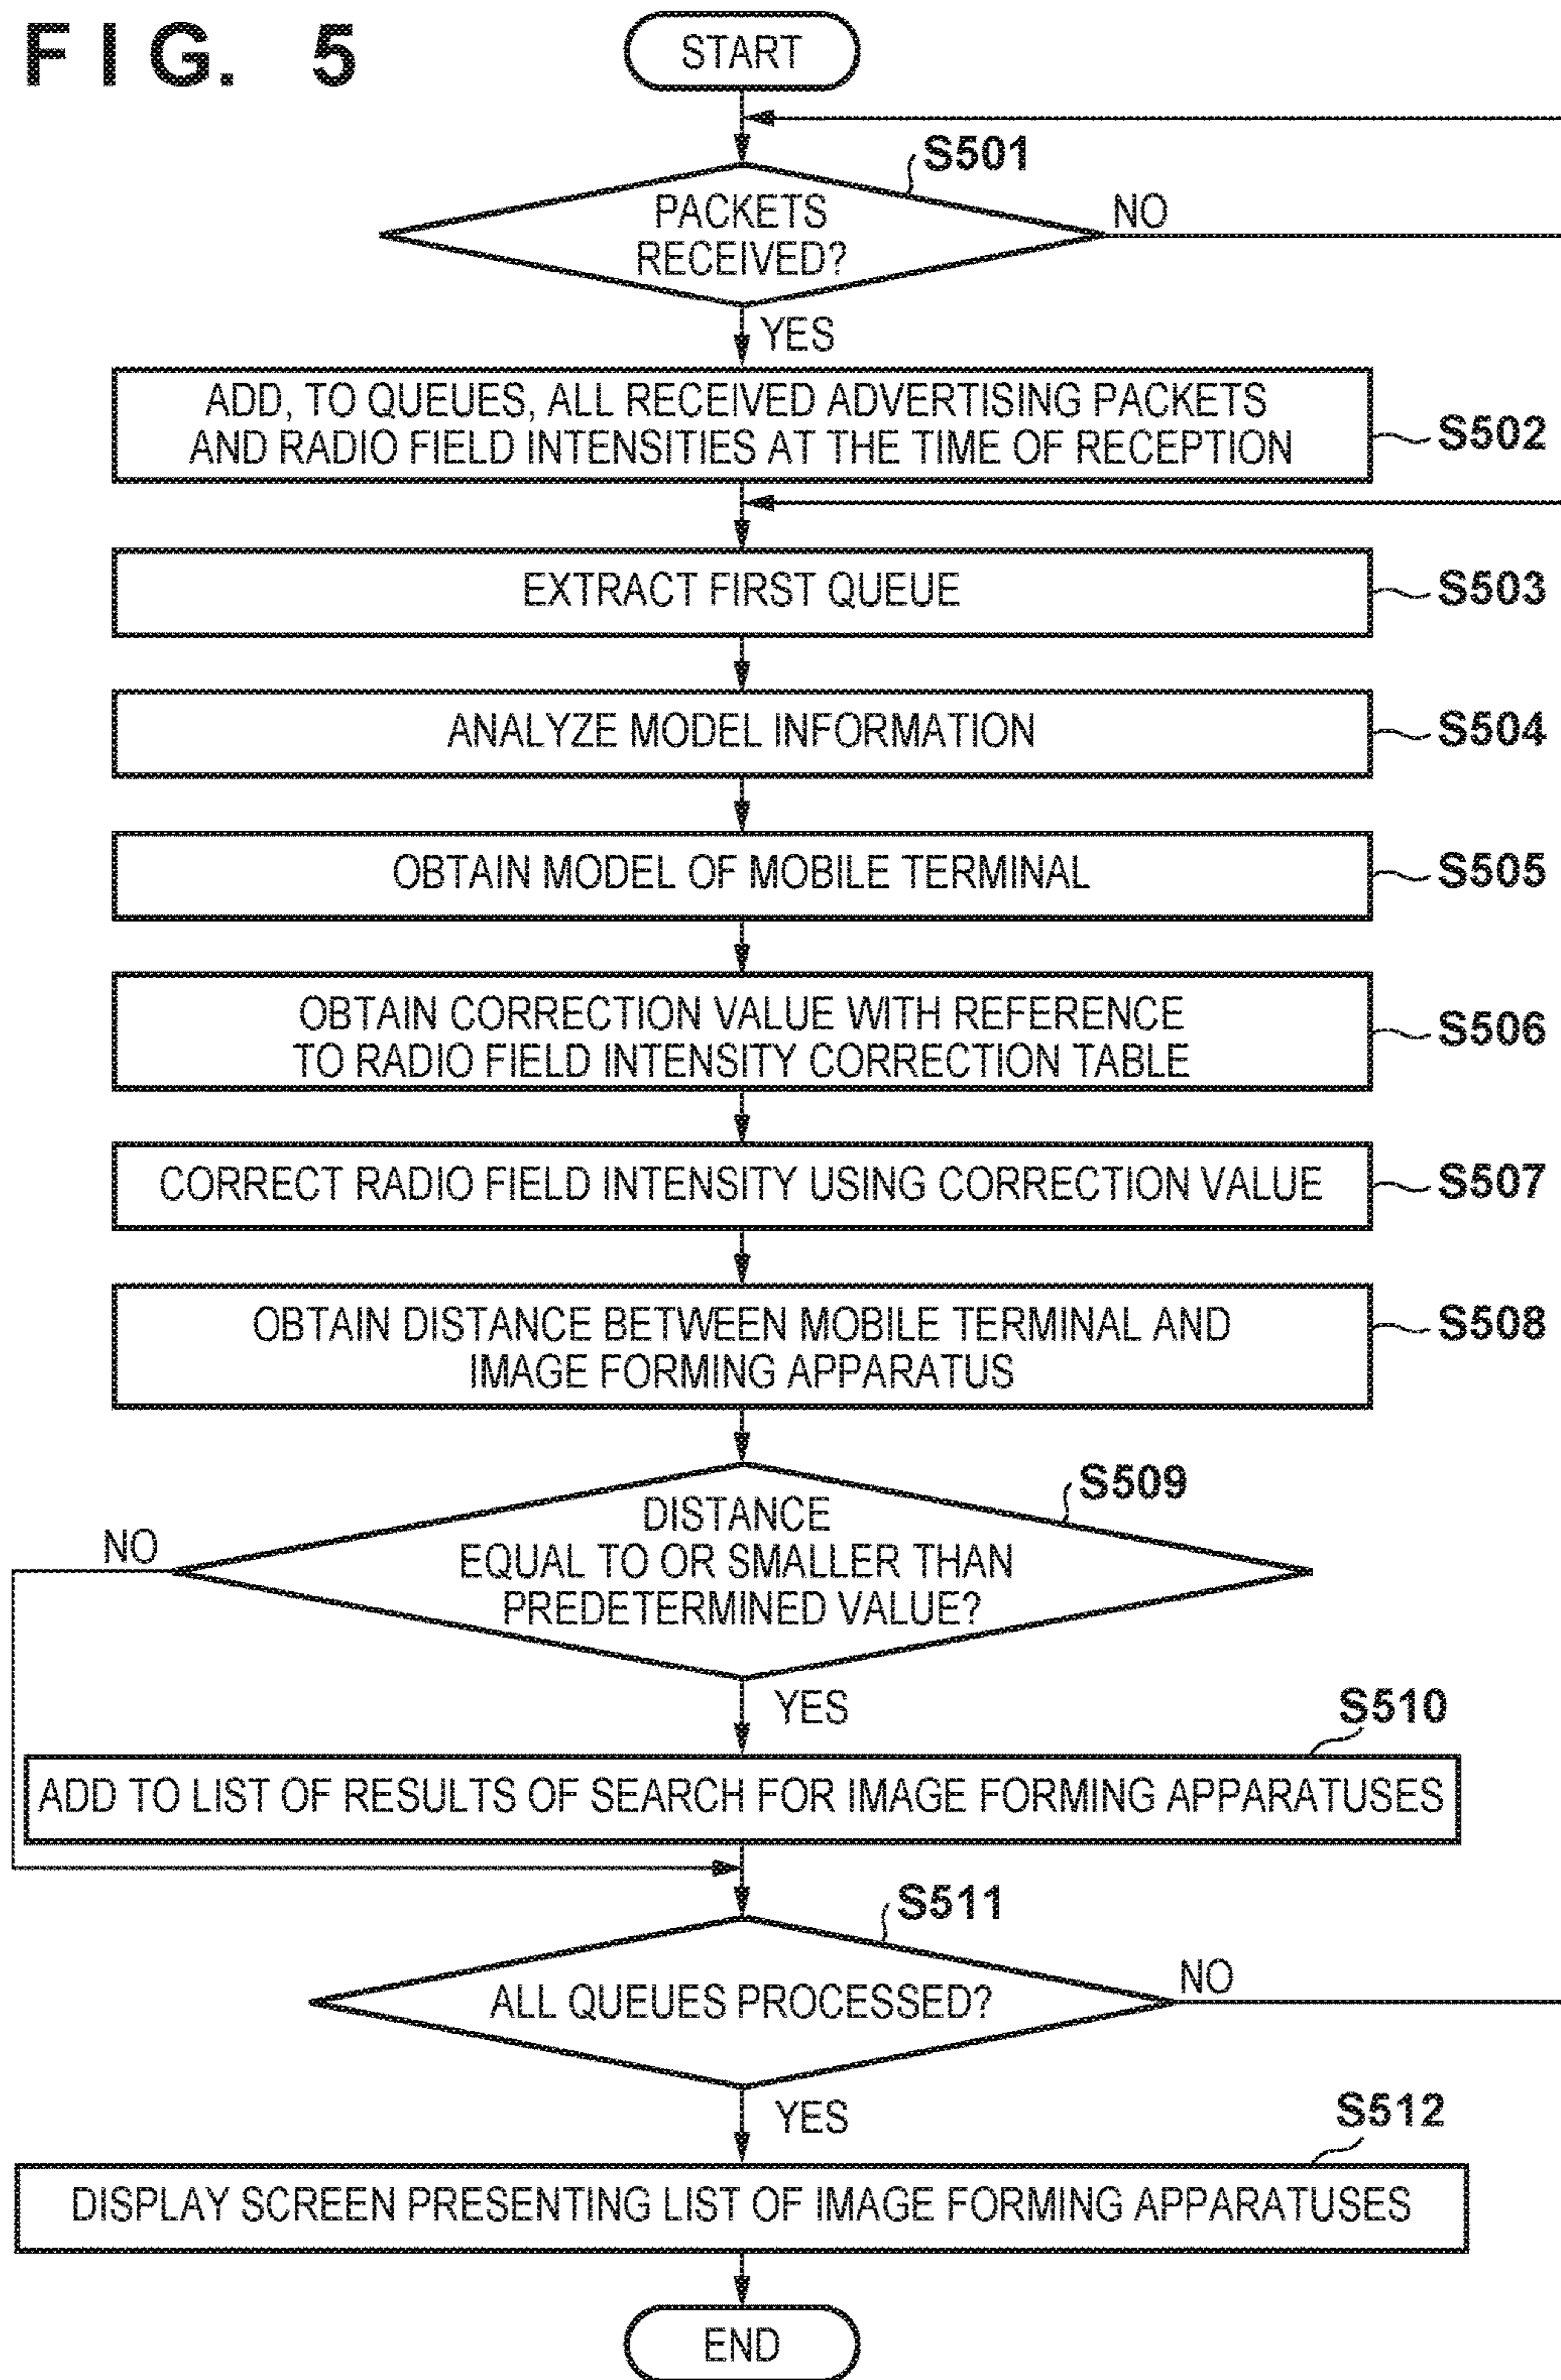 FIG. 5
START
S501
PACKETS
RECEIVED?
NO
YES
ADD, TO QUEUES, ALL RECEIVED ADVERTISING PACKETS
AND RADIO FIELD INTENSITIES AT THE TIME OF RECEPTION
S502
EXTRACT FIRST QUEUE
S503
ANALYZE MODEL INFORMATION
S504
OBTAIN MODEL OF MOBILE TERMINAL
S505
OBTAIN CORRECTION VALUE WITH REFERENCE
TO RADIO FIELD INTENSITY CORRECTION TABLE
S506
CORRECT RADIO FIELD INTENSITY USING CORRECTION VALUE
S507
OBTAIN DISTANCE BETWEEN MOBILE TERMINAL AND
IMAGE FORMING APPARATUS
S508
S509
DISTANCE
EQUAL TO OR SMALLER THAN
PREDETERMINED VALUE?
NO
YES
S510
ADD TO LIST OF RESULTS OF SEARCH FOR IMAGE FORMING APPARATUSES
S511
ALL QUEUES PROCESSED?
NO
YES
S512
DISPLAY SCREEN PRESENTING LIST OF IMAGE FORMING APPARATUSES
END